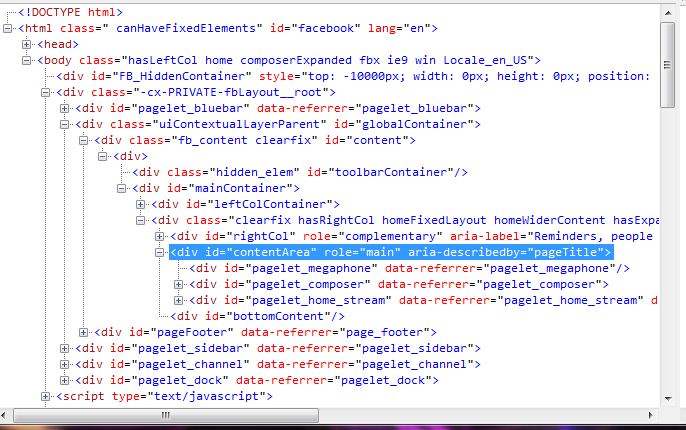 <!DOCTYPE html>
<html class=" canHaveFixedElements" id="facebook" lang="en">
<head>
<body class="hasLeftCol home composerExpanded fbx ie9 win Locale_en_US">
<div id="FB_HiddenContainer" style="top: -10000px; width: 0px; height: 0px; position:
<div class="-cx-PRIVATE-fbLayout__root">
<div id="pagelet_bluebar" data-referrer="pagelet_bluebar">
<div class="uiContextualLayerParent" id="globalContainer">
<div class="fb_content clearfix" id="content">
<div>
<div class="hidden_elem" id="toolbarContainer"/>
<div id="mainContainer">
<div id="leftColContainer">
<div class="clearfix hasRightCol homeFixedLayout homeWiderContent hasExpa
<div id="rightCol" role="complementary" aria-label="Reminders, people
<div id="contentArea" role="main" aria-describedby="pageTitle">
<div id="pagelet_megaphone" data-referrer="pagelet_megaphone"/>
<div id="pagelet_composer" data-referrer="pagelet_composer">
<div id="pagelet_home_stream" data-referrer="pagelet_home_stream" d
<div id="bottomContent"/>
<div id="pageFooter" data-referrer="page_footer">
<div id="pagelet_sidebar" data-referrer="pagelet_sidebar">
<div id="pagelet_channel" data-referrer="pagelet_channel">
<div id="pagelet_dock" data-referrer="pagelet_dock">
<script type="text/javascript">